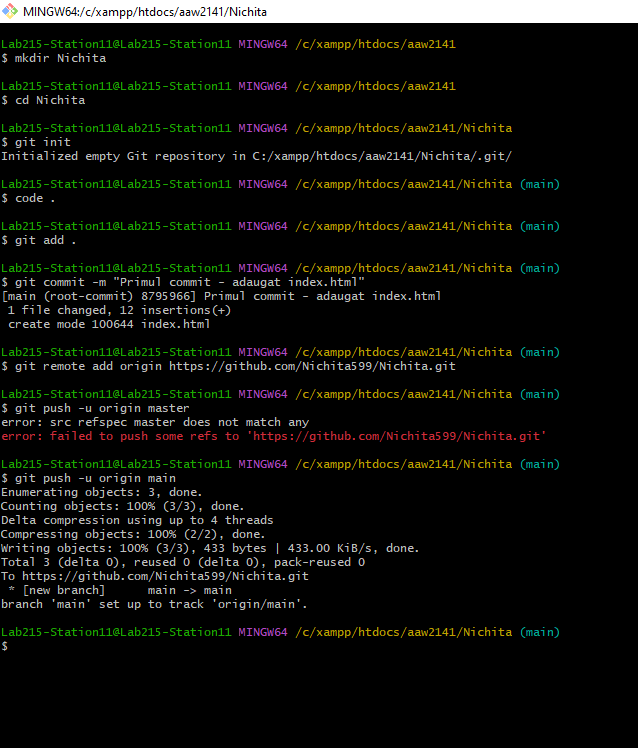 MINGW64:/c/xampp/htdocs/aaw2141/Nichita
Lab215-Station11@Lab215-Station11 MINGW64 /c/xampp/htdocs/aaw2141
$ mkdir Nichita
Lab215-Station11@Lab215-Station11 MINGW64 /c/xampp/htdocs/aaw2141
$ cd Nichita
Lab215-Station11@Lab215-Station11 MINGW64 /c/xampp/htdocs/aaw2141/Nichita
$ git init
Initialized empty Git repository in C:/xampp/htdocs/aaw2141/Nichita/.git/
Lab215-Station11@Lab215-Station11 MINGW64 /c/xampp/htdocs/aaw2141/Nichita (main)
$ code .
Lab215-Station11@Lab215-Station11 MINGW64 /c/xampp/htdocs/aaw2141/Nichita (main)
$ git add .
Lab215-Station11@Lab215-Station11 MINGW64 /c/xampp/htdocs/aaw2141/Nichita (main)
$ git commit -m "Primul commit - adaugat index.html"
[main (root-commit) 8795966] Primul commit - adaugat index.html
 1 file changed, 12 insertions(+)
 create mode 100644 index.html
Lab215-Station11@Lab215-Station11 MINGW64 /c/xampp/htdocs/aaw2141/Nichita (main)
$ git remote add origin https://github.com/Nichita599/Nichita.git
Lab215-Station11@Lab215-Station11 MINGW64 /c/xampp/htdocs/aaw2141/Nichita (main)
$ git push -u origin master
error: src refspec master does not match any
error: failed to push some refs to 'https://github.com/Nichita599/Nichita.git'
Lab215-Station11@Lab215-Station11 MINGW64 /c/xampp/htdocs/aaw2141/Nichita (main)
$ git push -u origin main
Enumerating objects: 3, done.
Counting objects: 100% (3/3), done.
Delta compression using up to 4 threads
Compressing objects: 100% (2/2), done.
Writing objects: 100% (3/3), 433 bytes | 433.00 KiB/s, done.
Total 3 (delta 0), reused 0 (delta 0), pack-reused 0
To https://github.com/Nichita599/Nichita.git
 * [new branch]      main -> main
branch 'main' set up to track 'origin/main'.
Lab215-Station11@Lab215-Station11 MINGW64 /c/xampp/htdocs/aaw2141/Nichita (main)
$